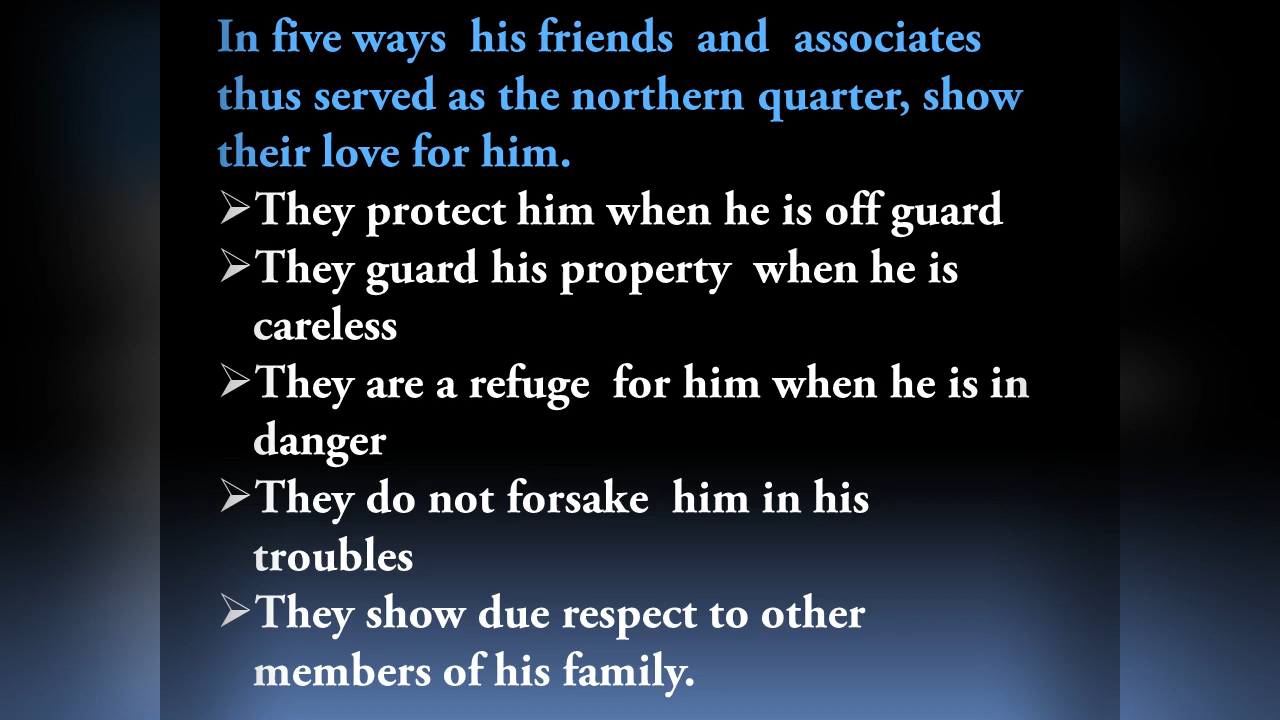 In five ways  his friends  and  associates
thus served as the northern quarter, show
their love for him.
➢They protect him when he is off guard
➢They guard his property  when he is
careless
➢They are a refuge  for him when he is in
danger
➢They do not forsake  him in his
troubles
➢They show due respect to other
members of his family.